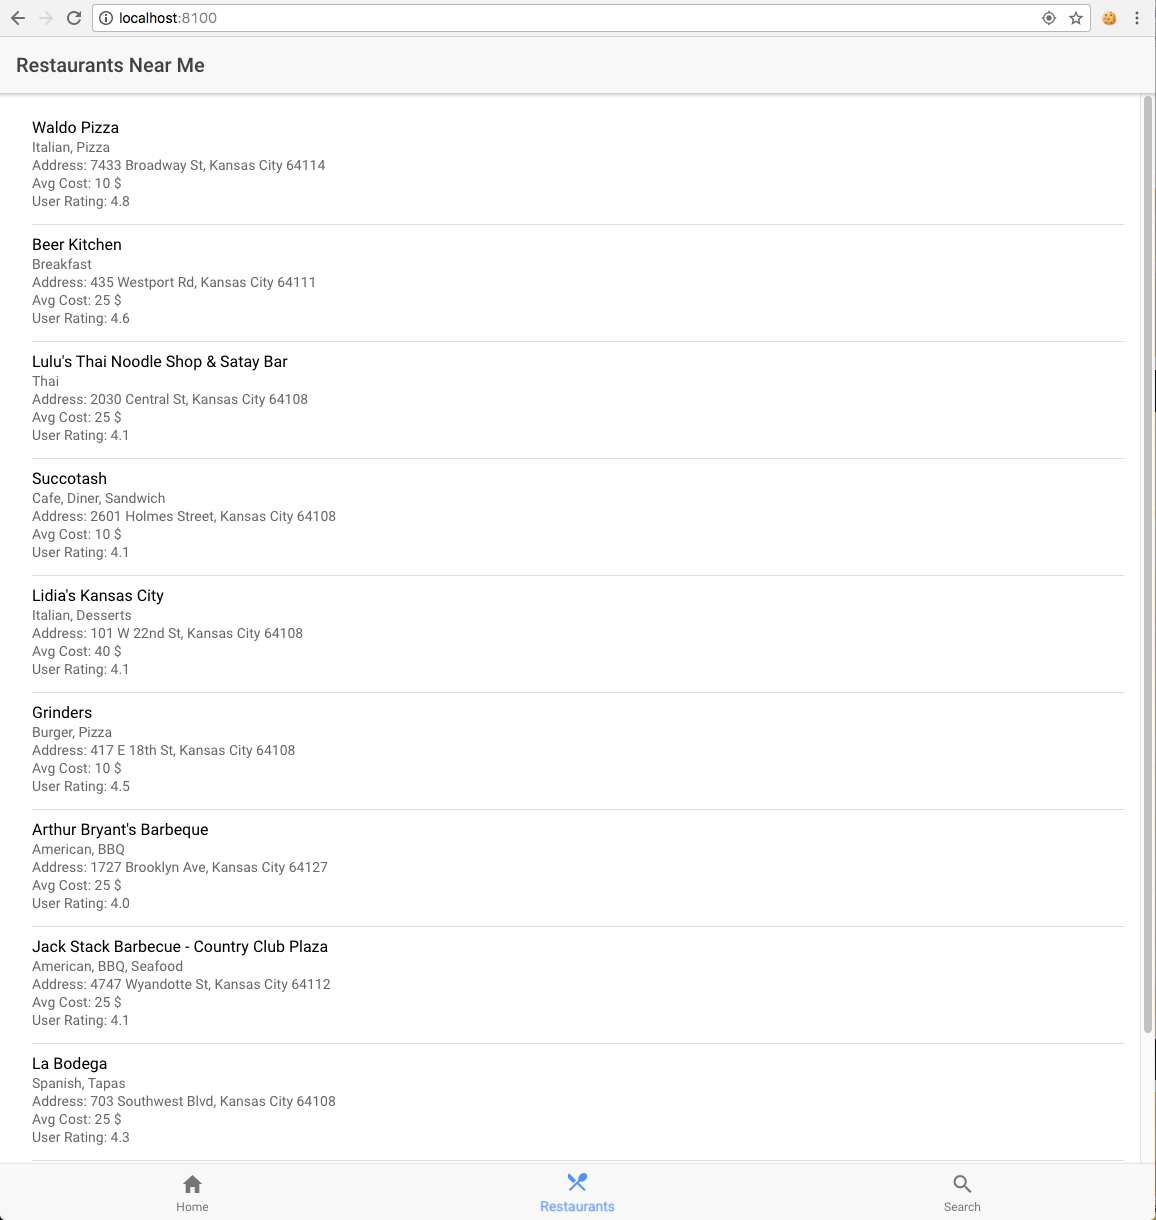 localhost:8100
Restaurants Near Me
Waldo Pizza
Italian, Pizza
Address: 7433 Broadway St, Kansas City 64114
Avg Cost: 10 $
User Rating: 4.8
Beer Kitchen
Breakfast
Address: 435 Westport Rd, Kansas City 64111
Avg Cost: 25 $
User Rating: 4.6
Lulu's Thai Noodle Shop & Satay Bar
Thai
Address: 2030 Central St, Kansas City 64108
Avg Cost: 25 $
User Rating: 4.1
Succotash
Cafe, Diner, Sandwich
Address: 2601 Holmes Street, Kansas City 64108
Avg Cost: 10 $
User Rating: 4.1
Lidia's Kansas City
Italian, Desserts
Address: 101 W 22nd St, Kansas City 64108
Avg Cost: 40 $
User Rating: 4.1
Grinders
Burger, Pizza
Address: 417 E 18th St, Kansas City 64108
Avg Cost: 10 $
User Rating: 4.5
Arthur Bryant's Barbeque
American, BBQ
Address: 1727 Brooklyn Ave, Kansas City 64127
Avg Cost: 25 $
User Rating: 4.0
Jack Stack Barbecue - Country Club Plaza
American, BBQ, Seafood
Address: 4747 Wyandotte St, Kansas City 64112
Avg Cost: 25 $
User Rating: 4.1
La Bodega
Spanish, Tapas
Address: 703 Southwest Blvd, Kansas City 64108
Avg Cost: 25 $
User Rating: 4.3
Home
Restaurants
Search